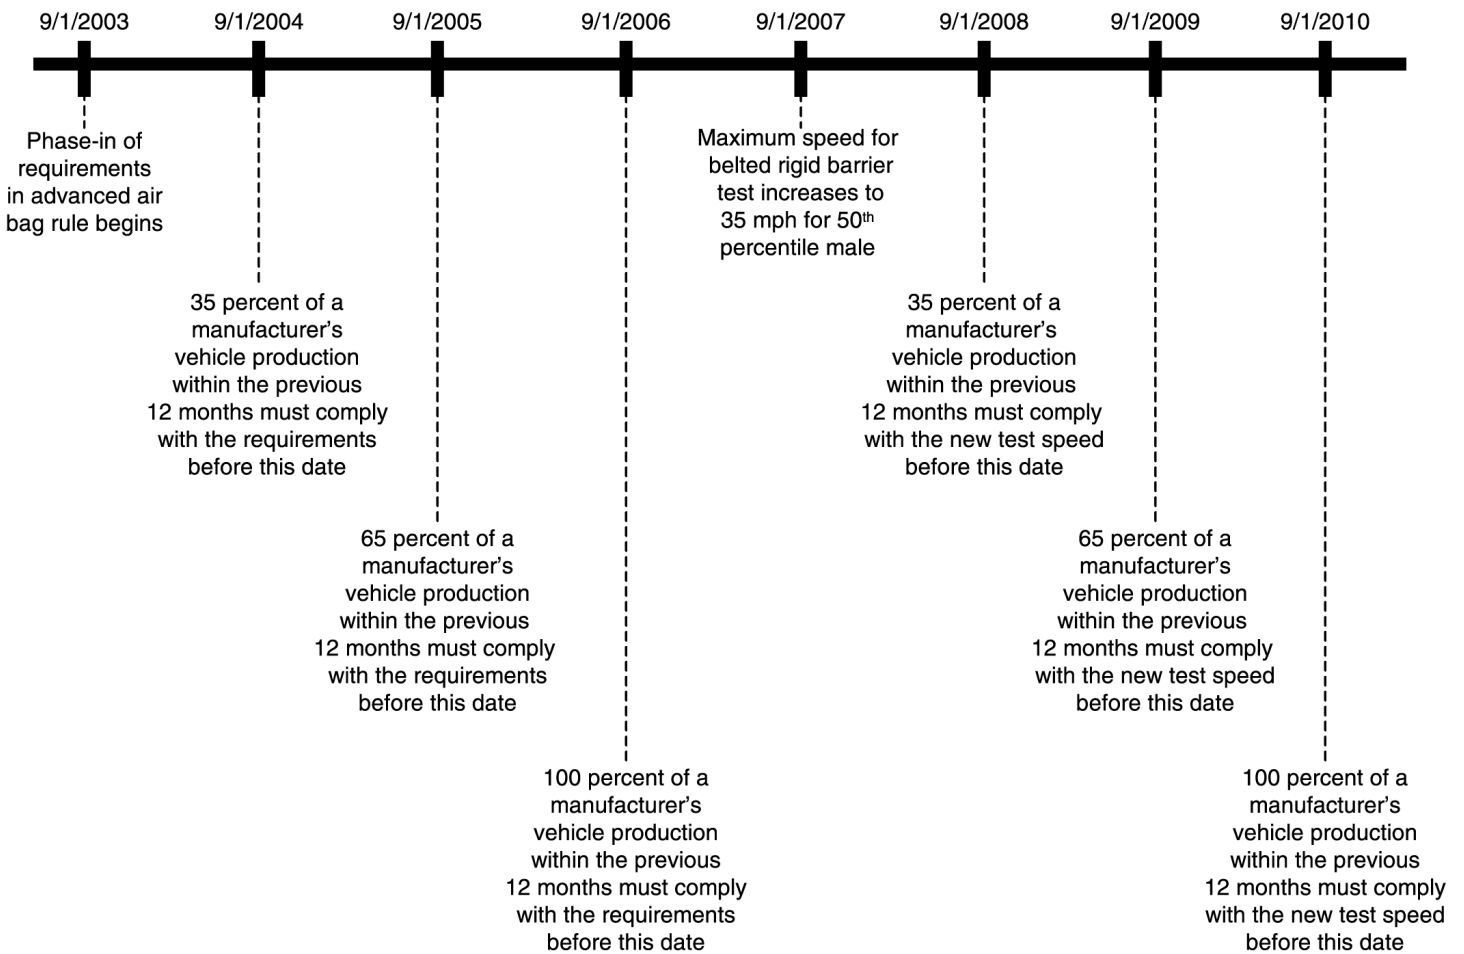 9/1/2003
9/1/2004
9/1/2005
9/1/2006
9/1/2007
9/1/2008
9/1/2009
9/1/2010
Phase-in of
requirements
in advanced air
bag rule begins
35 percent of a
manufacturer’s
vehicle production
within the previous
12 months must comply
with the requirements
before this date
65 percent of a
manufacturer’s
vehicle production
within the previous
12 months must comply
with the requirements
before this date
100 percent of a
manufacturer’s
vehicle production
within the previous
12 months must comply
with the requirements
before this date
Maximum speed for
belted rigid barrier
test increases to
35 mph for 50th
percentile male
35 percent of a
manufacturer’s
vehicle production
within the previous
12 months must comply
with the new test speed
before this date
65 percent of a
manufacturer’s
vehicle production
within the previous
12 months must comply
with the new test speed
before this date
100 percent of a
manufacturer’s
vehicle production
within the previous
12 months must comply
with the new test speed
before this date